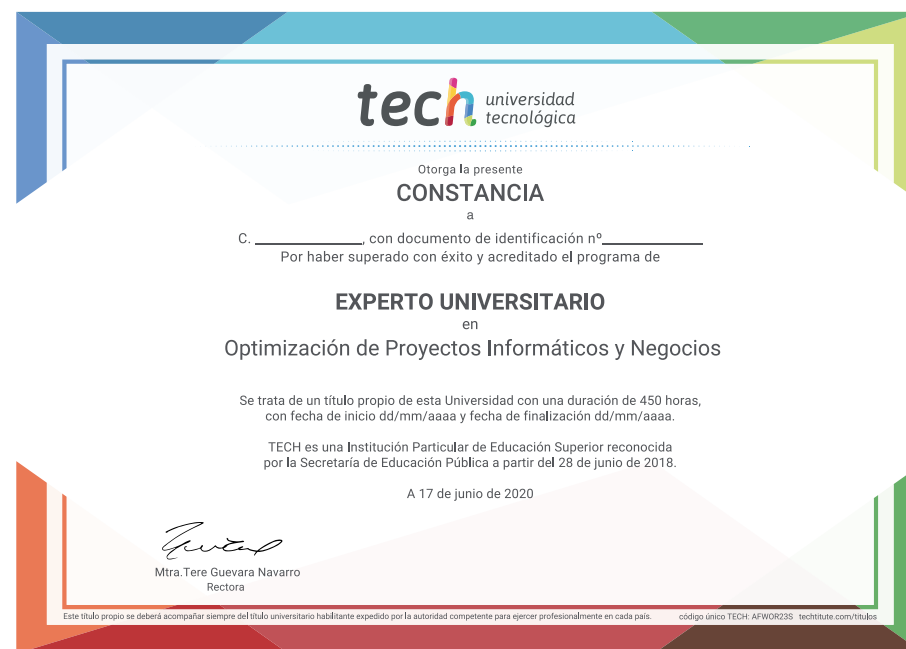 tech universidad
tecnológica
Otorga la presente
CONSTANCIA
a
C. ____________, con documento de identificación nº____________
Por haber superado con éxito y acreditado el programa de
EXPERTO UNIVERSITARIO
en
Optimización de Proyectos Informáticos y Negocios
Se trata de un título propio de esta Universidad con una duración de 450 horas,
con fecha de inicio dd/mm/aaaa y fecha de finalización dd/mm/aaaa.
TECH es una Institución Particular de Educación Superior reconocida
por la Secretaría de Educación Pública a partir del 28 de junio de 2018.
A 17 de junio de 2020
Mtra.Tere Guevara Navarro
Rectora
Este título propio se deberá acompañar siempre del título universitario habilitante expedido por la autoridad competente para ejercer profesionalmente en cada país. código único TECH: AFWOR23S techtitute.com/titulos